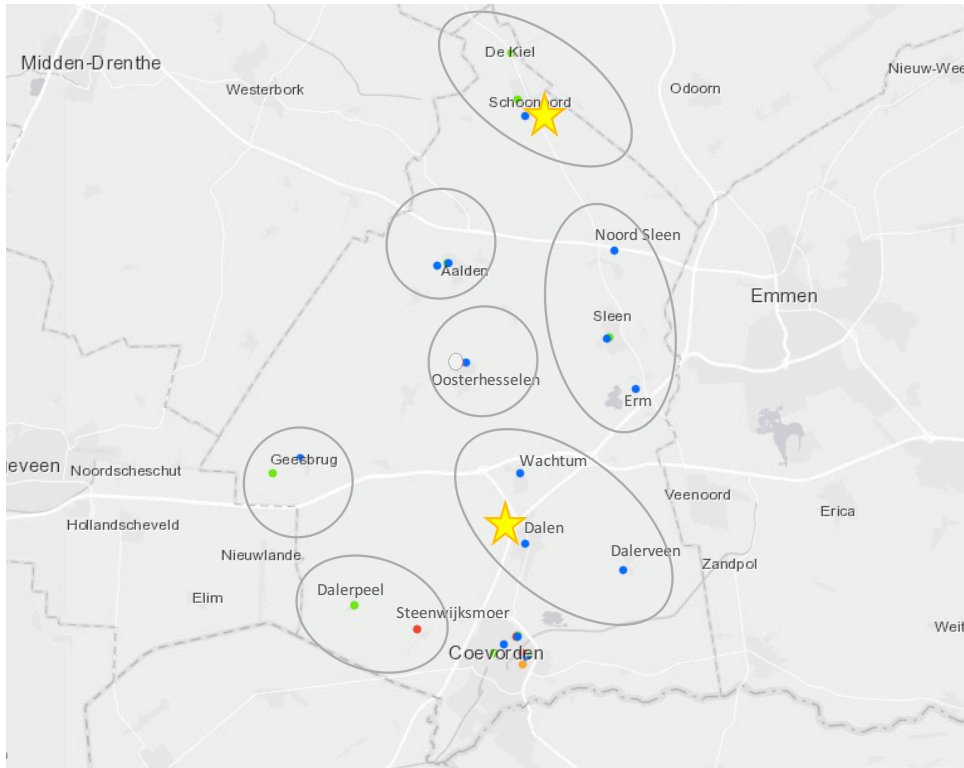 De Kiel
Midden-Drenthe
Nieuw-Wee
Westerbork
Odoorn
Schoonoord
Noord Sleen
Aalden
Emmen
Sleen
Oosterhesselen
Erm
Geesbrug
Wachtum
eveen
Noordscheschut
Veenoord
Erica
Hollandscheveld
Dalen
Nieuwlande
Dalerveen
Zandpol
Dalerpeel
Elim
Steenwijksmoer
Weit
Coevorden